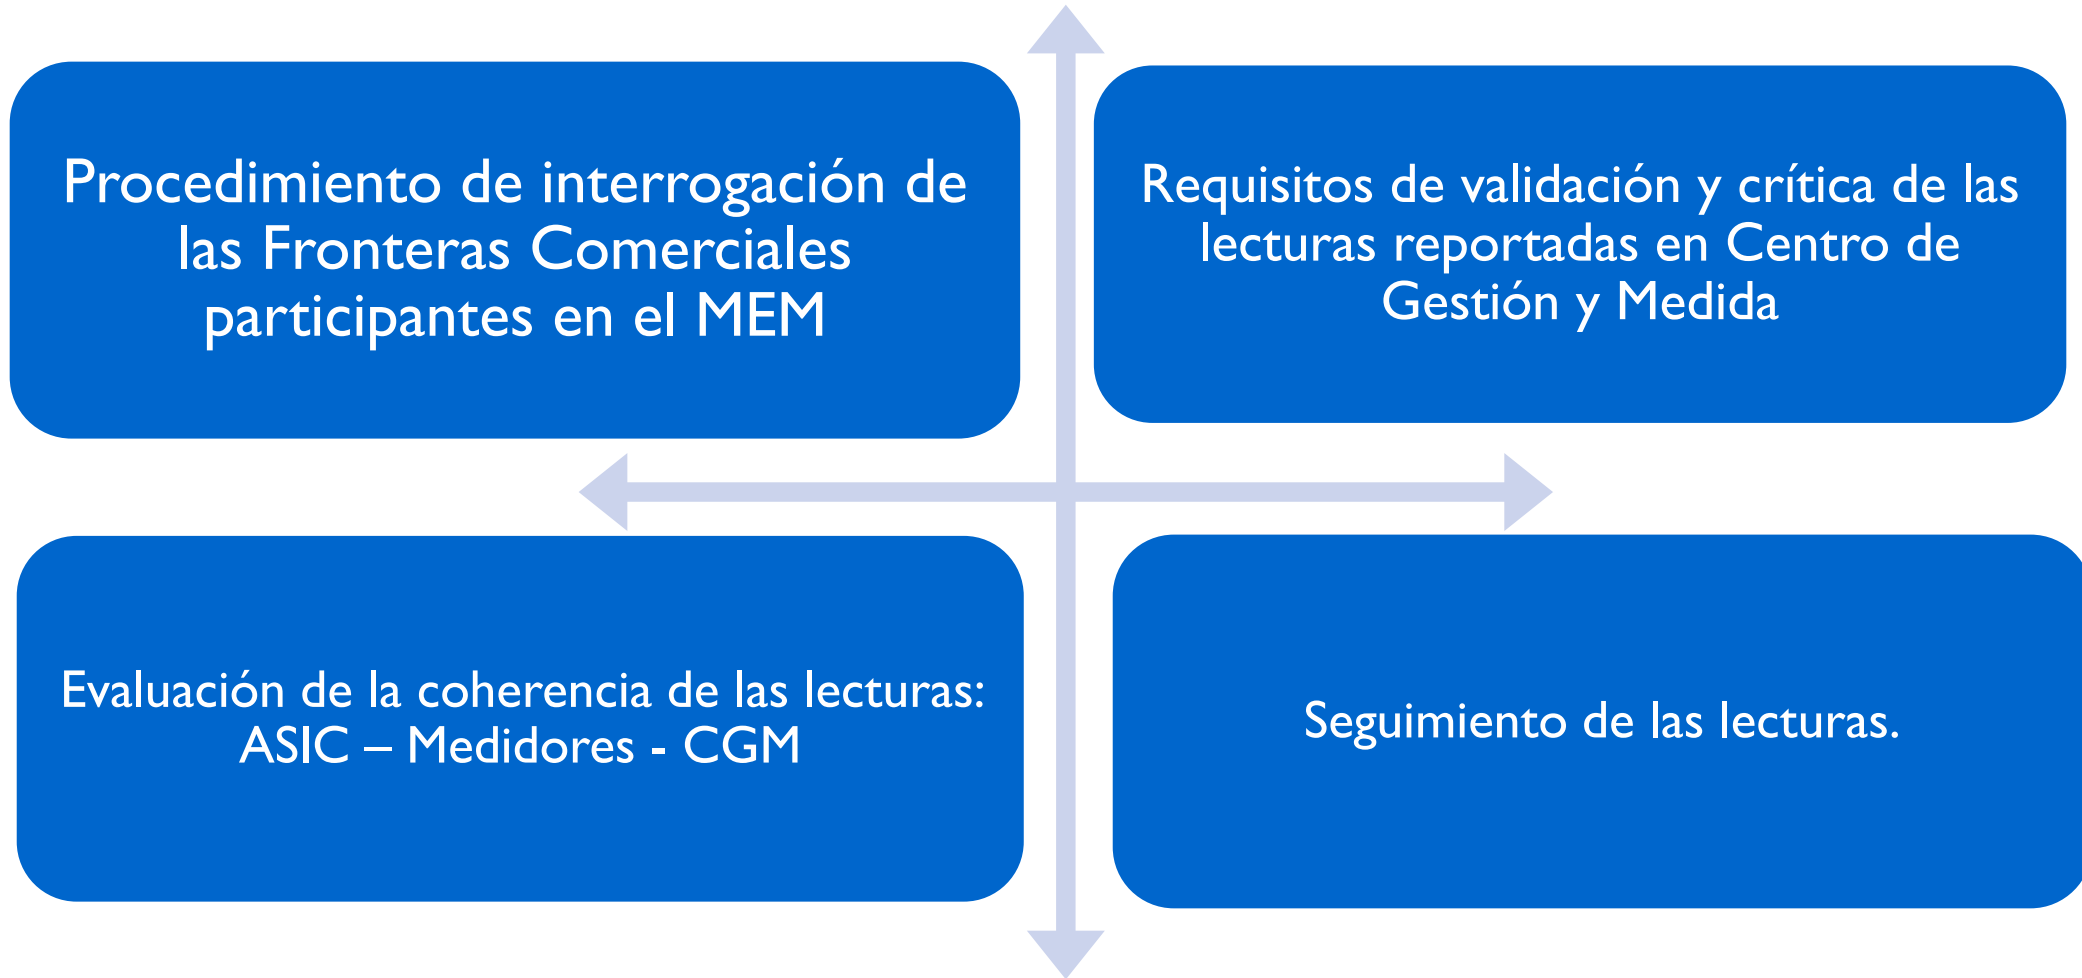 Procedimiento de interrogación de
las Fronteras Comerciales
participantes en el MEM
Requisitos de validación y crítica de las
lecturas reportadas en Centro de
Gestión y Medida
Evaluación de la coherencia de las lecturas:
ASIC – Medidores - CGM
Seguimiento de las lecturas.